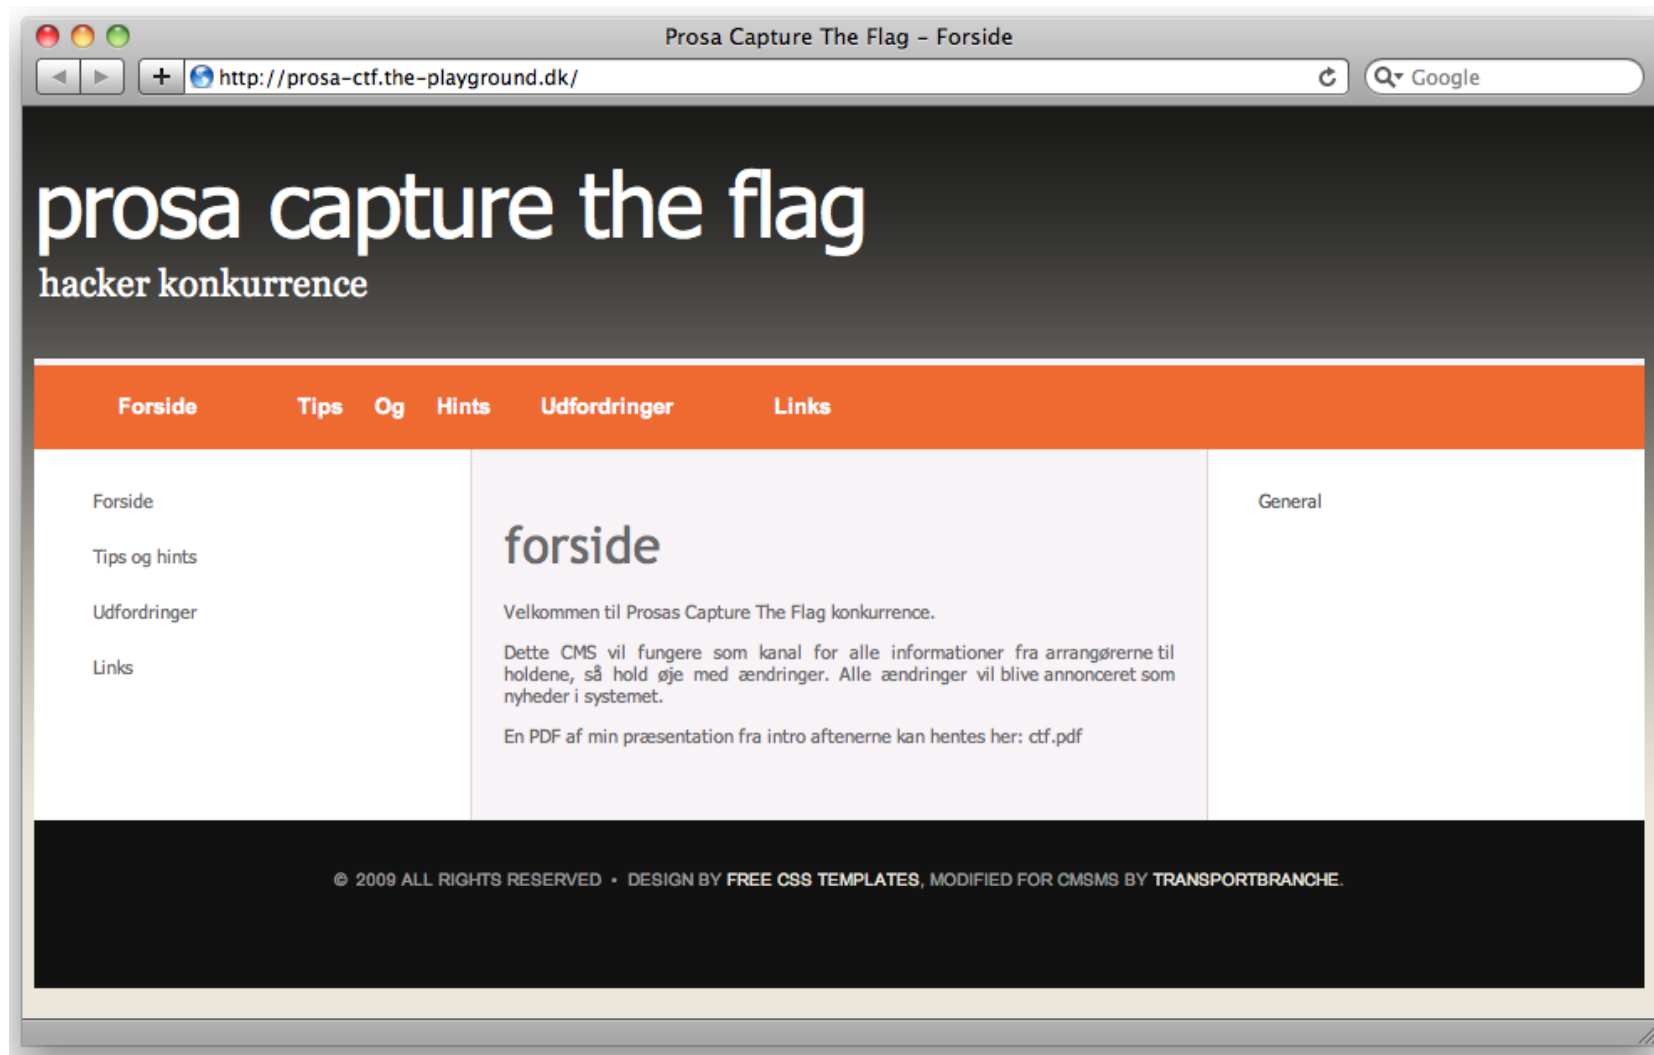 Prosa Capture The Flag – Forside
http://prosa-ctf.the-playground.dk/
Google
prosa capture the flag
hacker konkurrence
Forside Tips Og Hints Udfordringer Links
Forside
Tips og hints
Udfordringer
Links
forside
Velkommen til Prosas Capture The Flag konkurrence.
Dette CMS vil fungere som kanal for alle informationer fra arrangørerne til
holdene, så hold øje med ændringer. Alle ændringer vil blive annonceret som
nyheder i systemet.
En PDF af min præsentation fra intro aftenerne kan hentes her: ctf.pdf
General
© 2009 ALL RIGHTS RESERVED • DESIGN BY FREE CSS TEMPLATES, MODIFIED FOR CMSMS BY TRANSPORTBRANCHE.